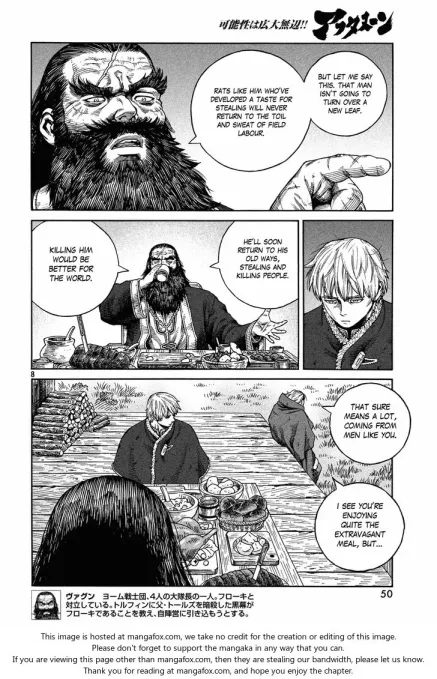 可能性は広大無辺!!
アフタヌーン
BUT LET ME SAY
THIS. THAT MAN
ISN'T GOING TO
TURN OVER A
NEW LEAF.
RATS LIKE HIM WHO'VE
DEVELOPED A TASTE FOR
STEALING WILL NEVER
RETURN TO THE TOIL
AND SWEAT OF FIELD
LABOUR.
HE'LL SOON
RETURN TO HIS
OLD WAYS,
STEALING AND
KILLING PEOPLE.
KILLING HIM
WOULD BE
BETTER FOR
THE WORLD.
8
THAT SURE
MEANS A LOT,
COMING FROM
MEN LIKE YOU.
I SEE YOU'RE
ENJOYING
QUITE THE
EXTRAVAGANT
MEAL, BUT...
50
ヴァグン ヨーム戦士団、4人の大隊長の一人。フローキと
対立している。トルフィンに父・トールズを暗殺した黒幕が
フローキであることを教え、自陣営に引き込もうとする。
This image is hosted at mangafox.com, we take no credit for the creation or editing of this image.
Please don't forget to support the mangaka in any way that you can.
If you are viewing this page other than mangafox.com, then they are stealing our bandwidth, please let us know.
Thank you for reading at mangafox.com, and hope you enjoy the chapter.